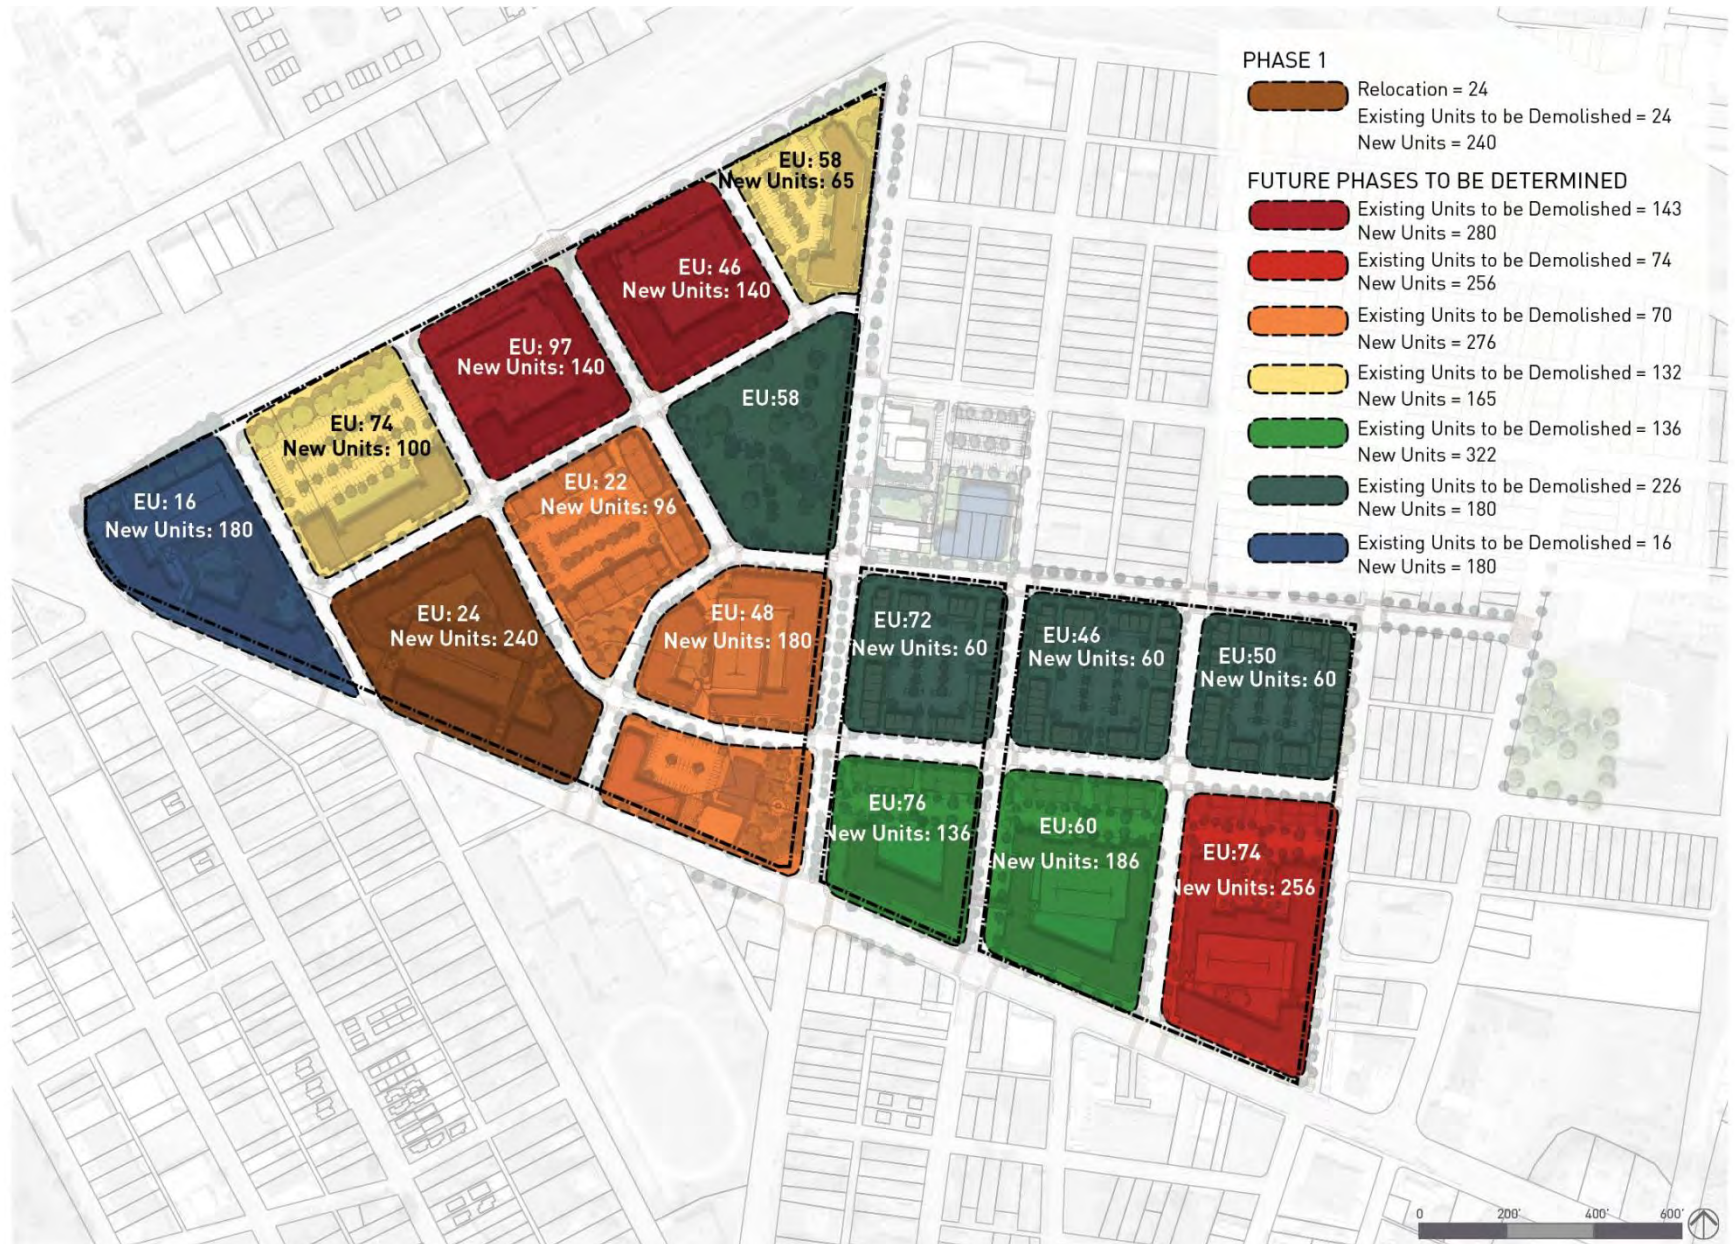 PHASE 1
Relocation = 24
Existing Units to be Demolished = 24
New Units = 240
FUTURE PHASES TO BE DETERMINED
Existing Units to be Demolished = 143
New Units = 280
Existing Units to be Demolished = 74
New Units = 256
Existing Units to be Demolished = 70
New Units = 276
Existing Units to be Demolished = 132
New Units = 165
Existing Units to be Demolished = 136
New Units = 322
Existing Units to be Demolished = 226
New Units = 180
Existing Units to be Demolished = 16
New Units = 180
EU: 58
New Units: 65
EU: 46
New Units: 140
EU: 97
New Units: 140
EU:58
EU: 74
New Units: 100
EU: 22
New Units: 96
EU: 16
New Units: 180
EU: 24
New Units: 240
EU: 48
New Units: 180
EU:72
New Units: 60
EU:46
New Units: 60
EU:50
New Units: 60
EU:76
New Units: 136
EU:60
New Units: 186
EU:74
New Units: 256
0 200' 400' 600'